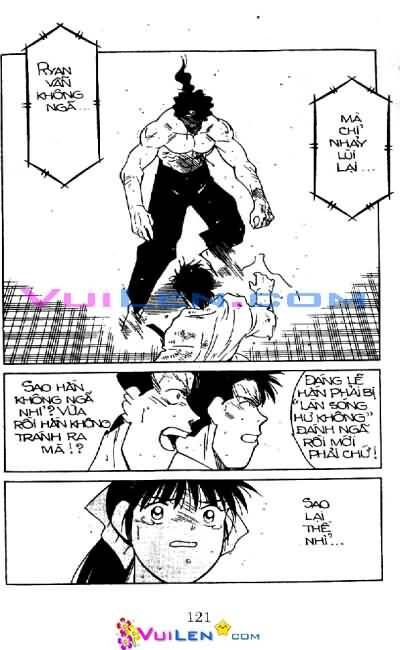 RYAN
VẪN
KHÔNG
NGÃ...
MÀ
CHỈ
NHẢY
LÙI
LẠI...
VUILEN.COM
SAO HẮN
KHÔNG NGÃ
NHỈ? VỪA
RỒI HẮN KHÔNG
TRÁNH RA
MÀ!?
ĐÁNG LẼ
HẮN PHẢI BỊ
"LÀN SÓNG
HƯ KHÔNG"
ĐÁNH NGÃ
RỒI MỚI
PHẢI CHỨ!
SAO
LẠI
THẾ
NHỈ...
121
VUILEN.COM